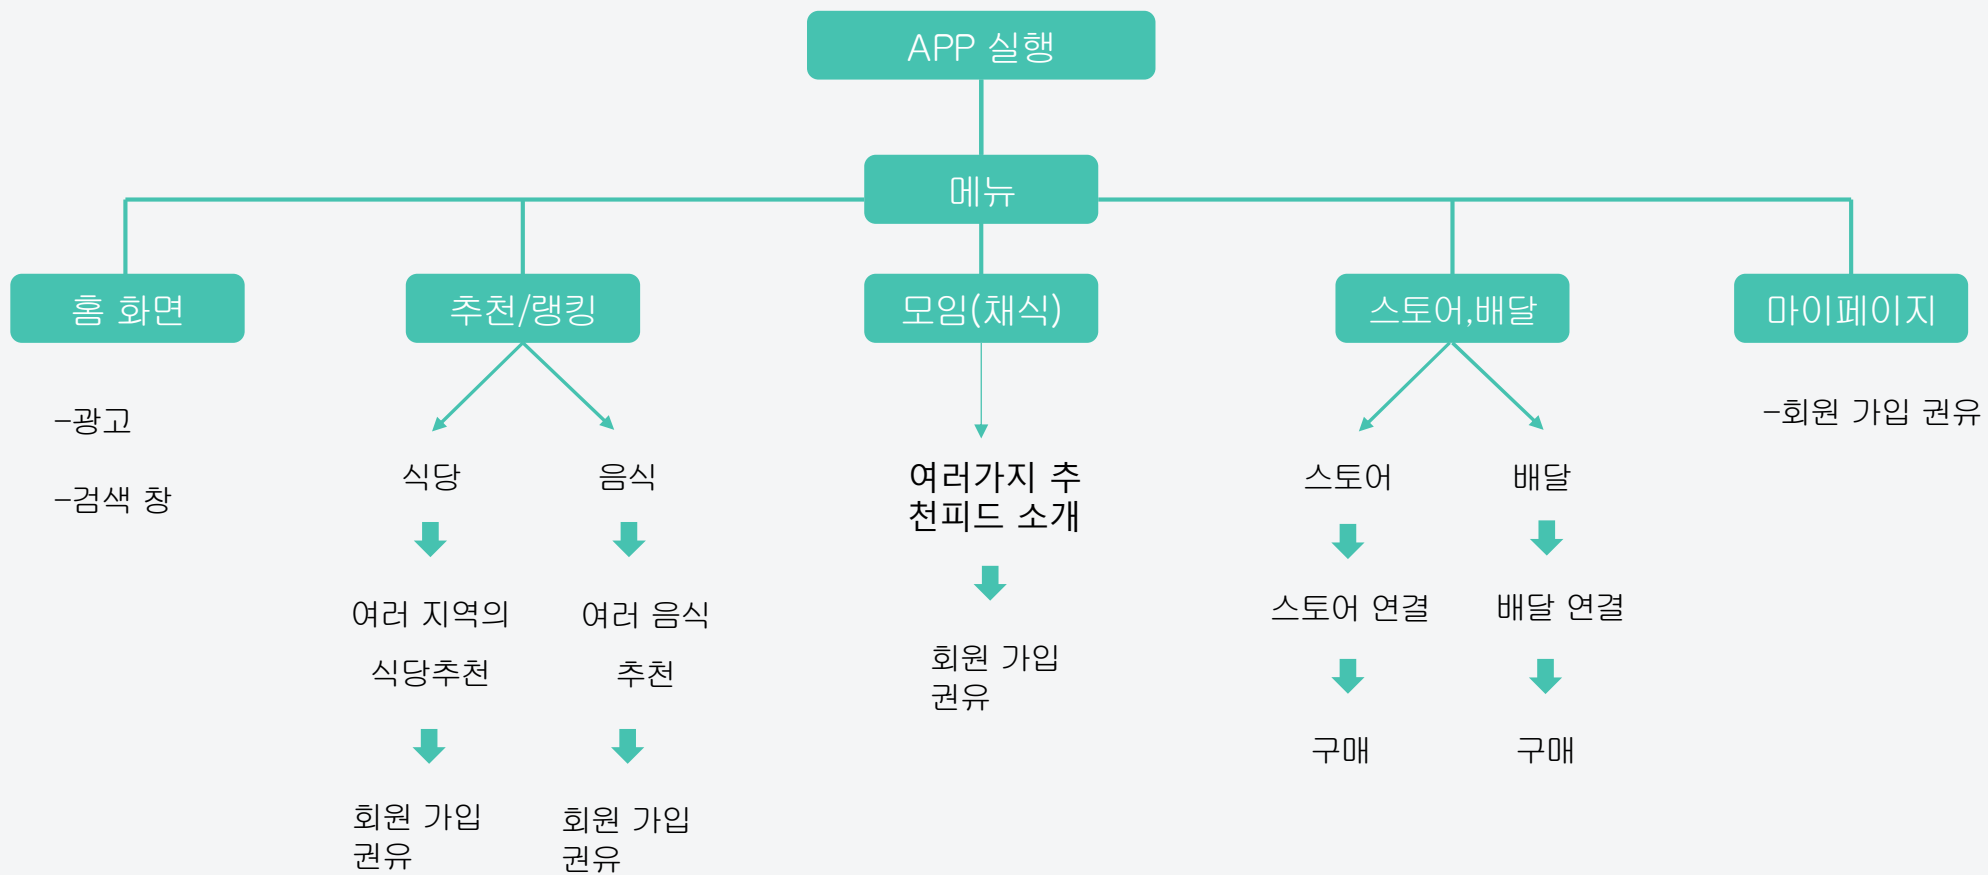 APP 실행
메뉴
홈 화면
추천/랭킹
모임(채식)
스토어,배달
마이페이지
-광고
-검색 창
식당
음식
여러 지역의
식당추천
여러 음식
추천
회원 가입
권유
회원 가입
권유
여러가지 추
천피드 소개
회원 가입
권유
스토어
배달
스토어 연결
배달 연결
구매
구매
-회원 가입 권유